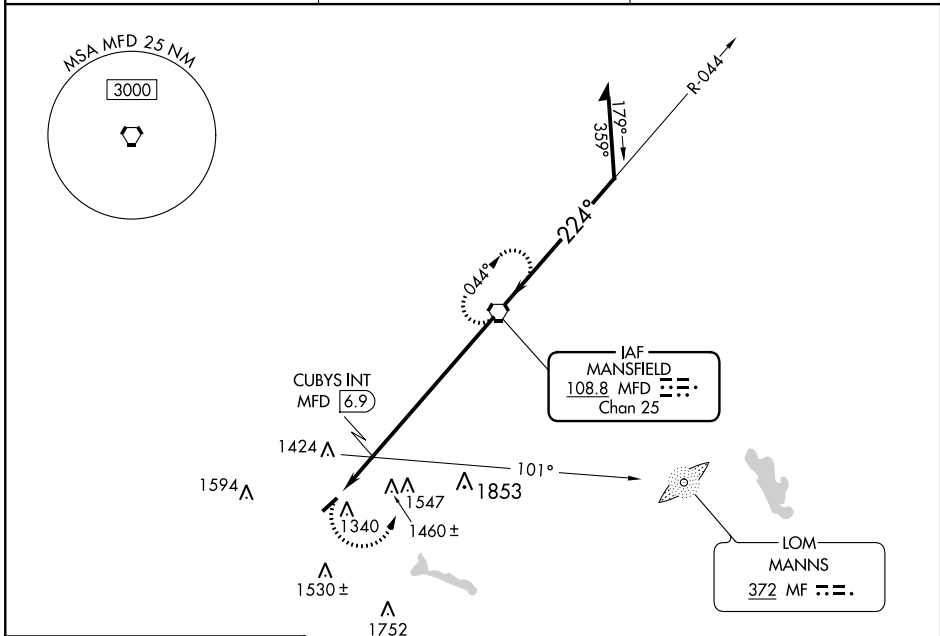 MSA MFD 25 NM
3000
R-044
179°
359°
224°
044°
IAF
MANSFIELD
108.8 MFD
Chan 25
CUBYS INT
MFD 6.9
1424
101°
1594
1853
1547
1340
1460 ±
LOM
MANNS
372 MF
1530 ±
1752